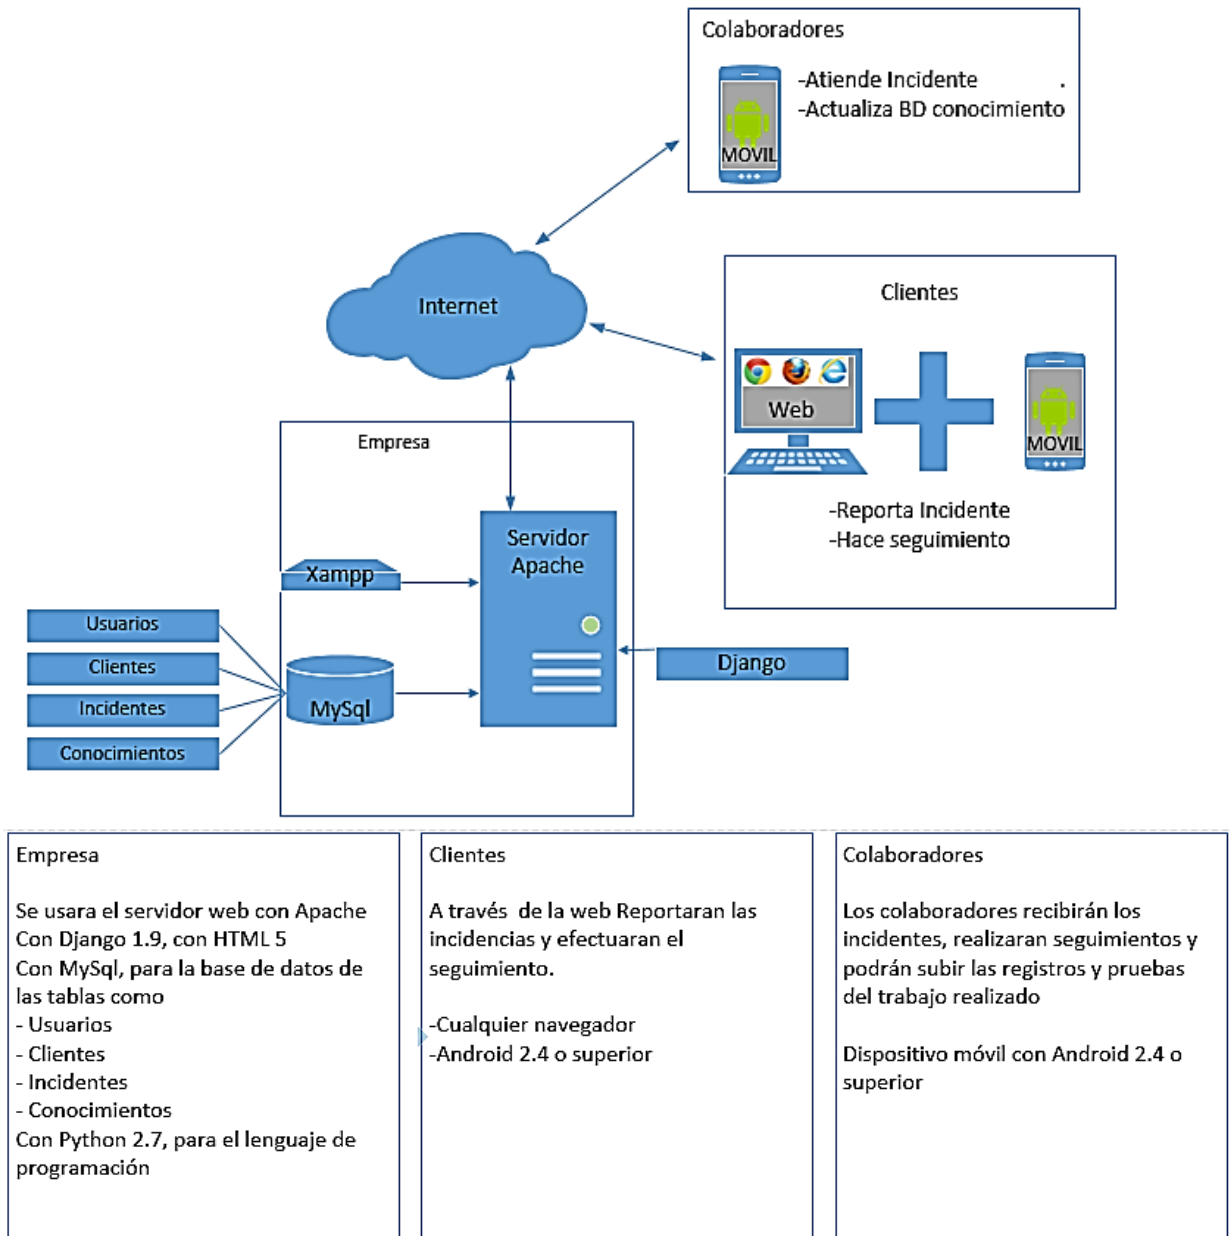 Colaboradores
-Atiende Incidente .
-Actualiza BD conocimiento
MOVIL
Internet
Clientes
Web
MOVIL
-Reporta Incidente
-Hace seguimiento
Empresa
Servidor
Apache
Xampp
Usuarios
Clientes
Incidentes
Conocimientos
MySql
Django
Empresa
Se usara el servidor web con Apache
Con Django 1.9, con HTML 5
Con MySql, para la base de datos de
las tablas como
- Usuarios
- Clientes
- Incidentes
- Conocimientos
Con Python 2.7, para el lenguaje de
programación
Clientes
A través de la web Reportaran las
incidencias y efectuaran el
seguimiento.
-Cualquier navegador
-Android 2.4 o superior
Colaboradores
Los colaboradores recibirán los
incidentes, realizaran seguimientos y
podrán subir las registros y pruebas
del trabajo realizado
Dispositivo móvil con Android 2.4 o
superior